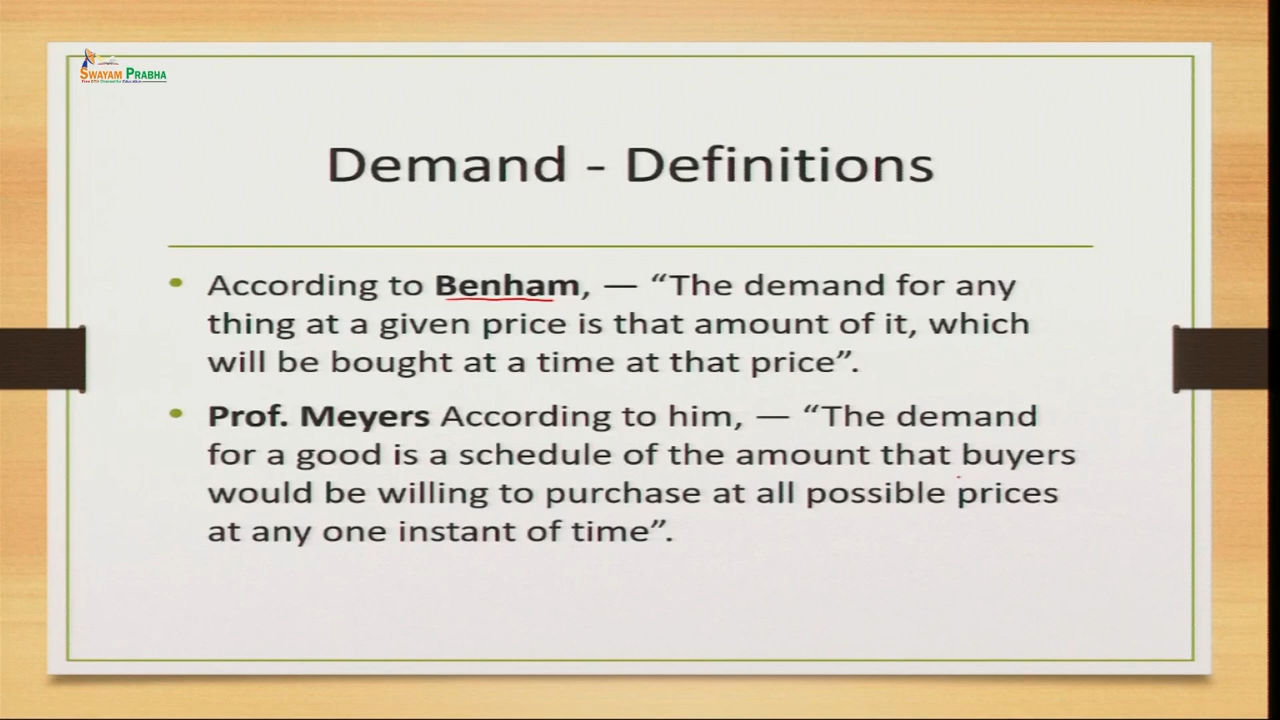 SWAYAM PRABHA
Demand - Definitions
• According to Benham, — “The demand for any
thing at a given price is that amount of it, which
will be bought at a time at that price”.
• Prof. Meyers According to him, — “The demand
for a good is a schedule of the amount that buyers
would be willing to purchase at all possible prices
at any one instant of time”.